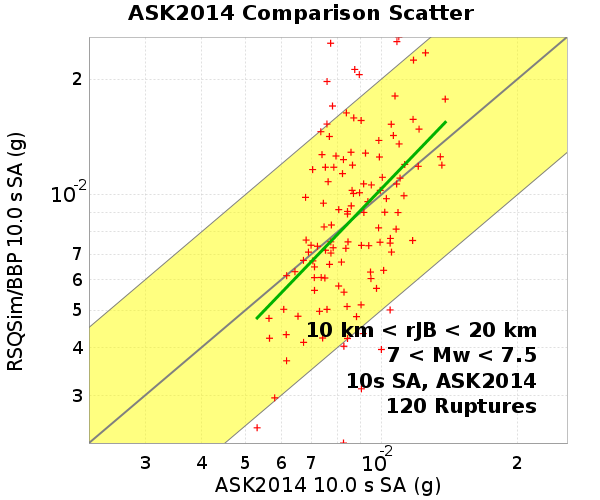 ASK2014 Comparison Scatter
RSQSim/BBP 10.0 s SA (g)
2
10-2
7
6
5
4
3
10 km < rJB < 20 km
7 < Mw < 7.5
10s SA, ASK2014
120 Ruptures
3 4 5 6 7 10-2 2
ASK2014 10.0 s SA (g)